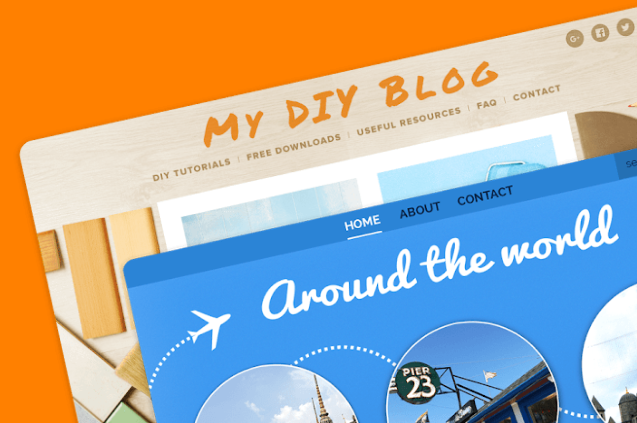 My DIY Blog
DIY TUTORIALS | FREE DOWNLOADS | USEFUL RESOURCES | FAQ | CONTACT
HOME ABOUT CONTACT
Around the world
PIER
23